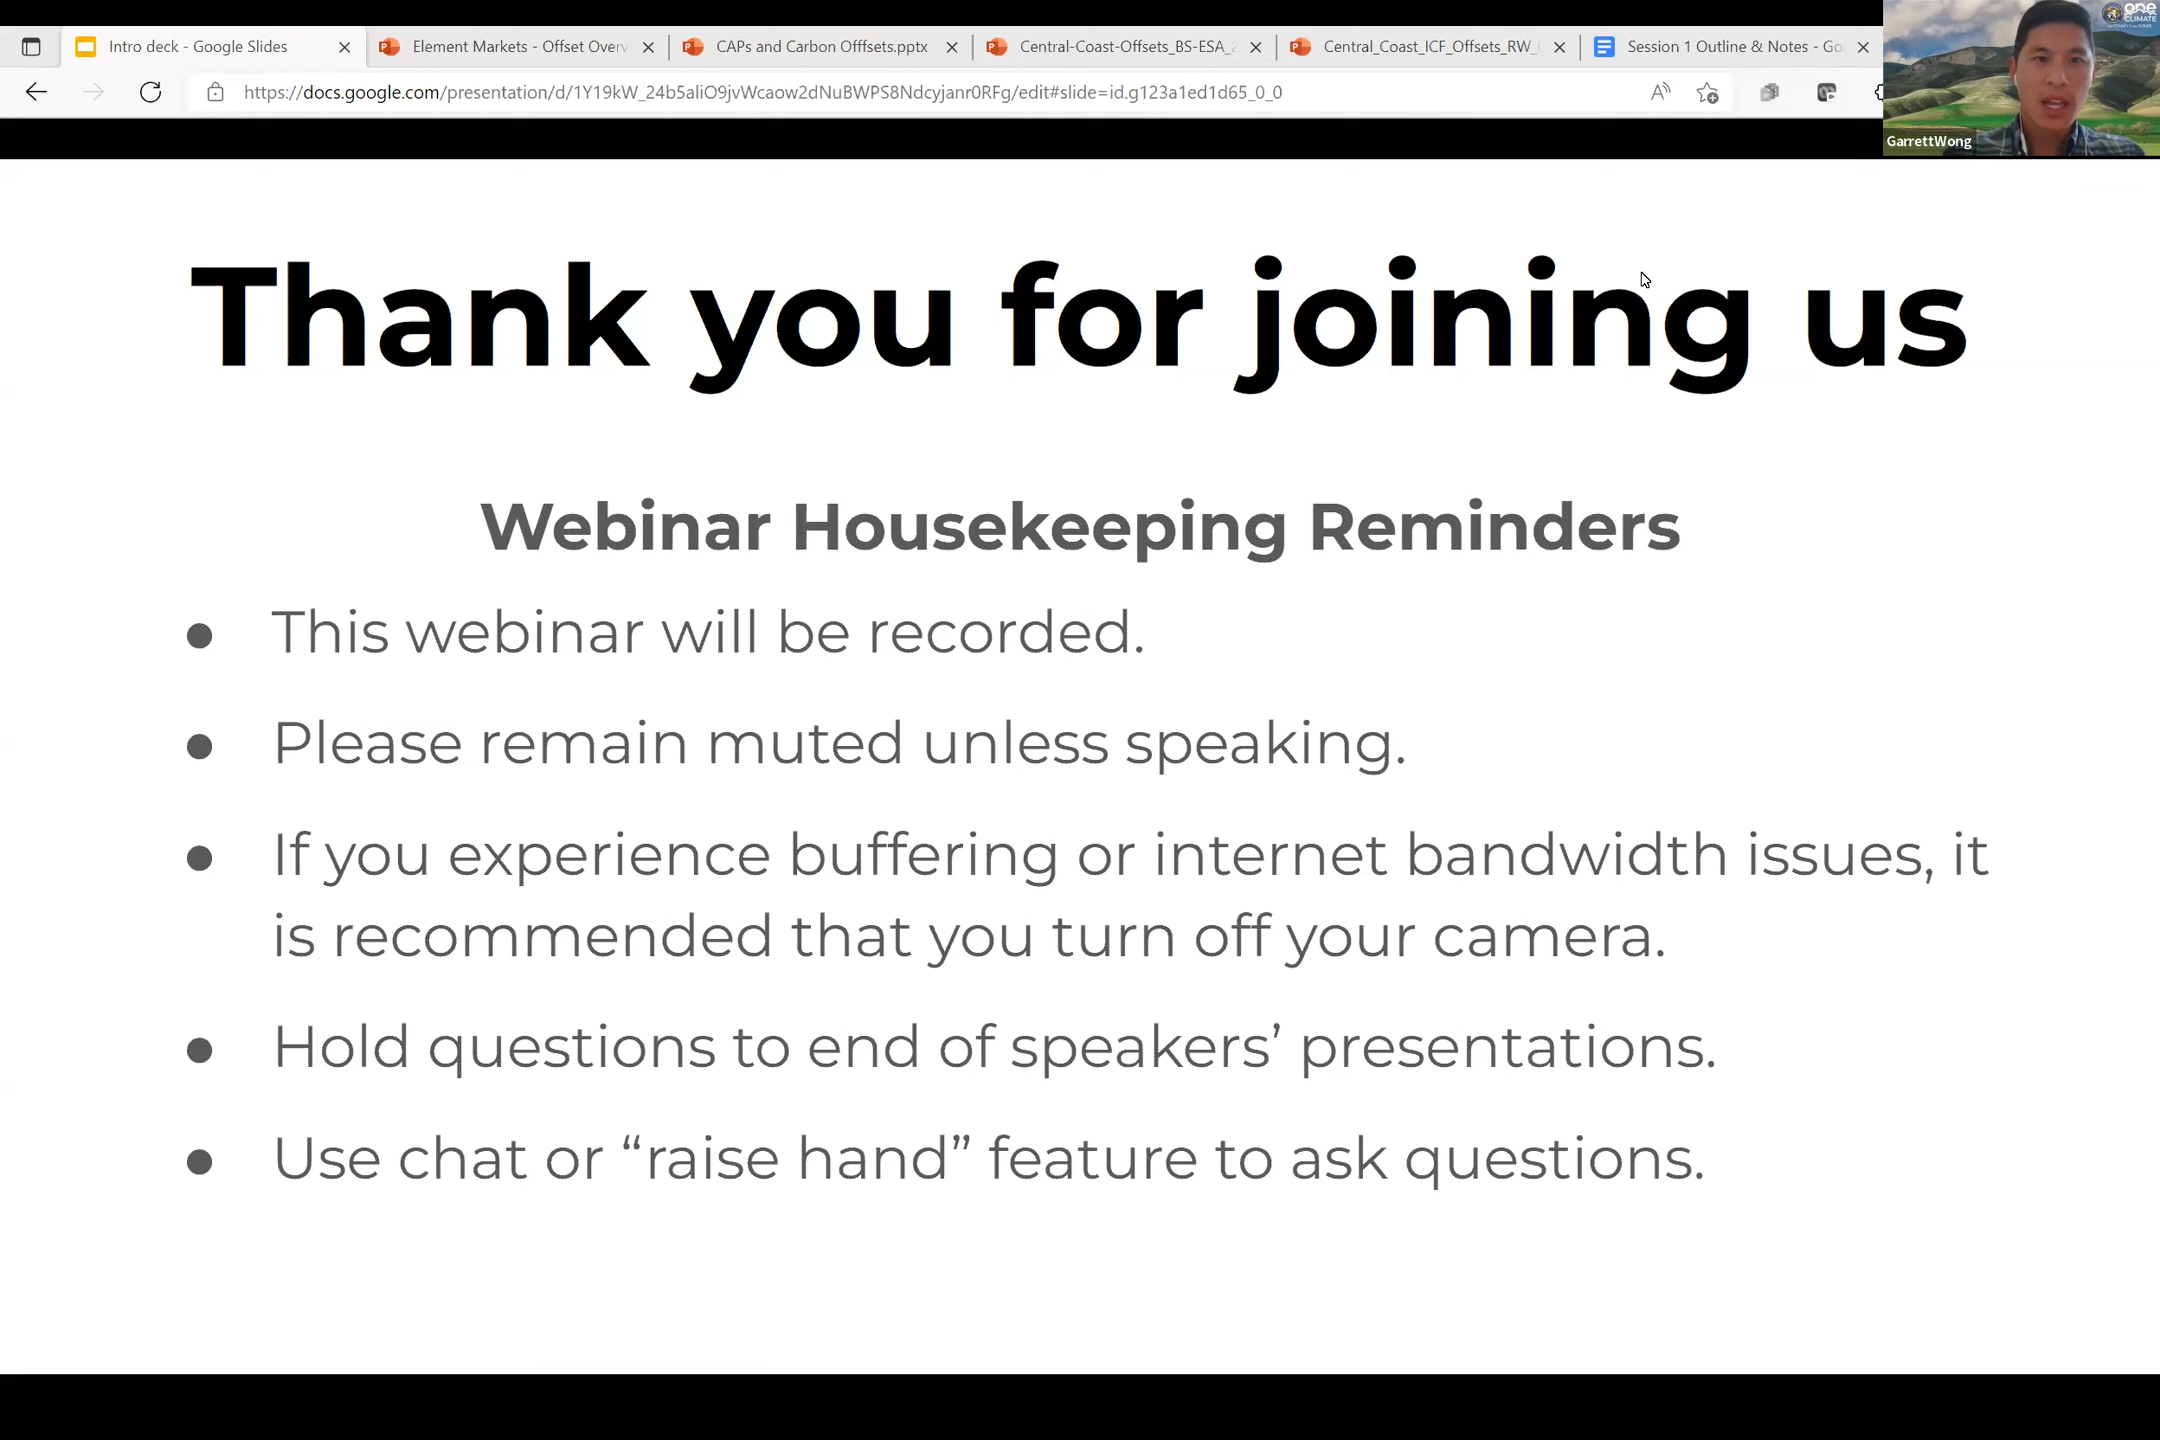 Intro deck - Google Slides
Element Markets - Offset Overv
CAPs and Carbon Offfsets.pptx
Central-Coast-Offsets_BS-ESA_2
Central_Coast_ICF_Offsets_RW_
Session 1 Outline & Notes - Go
https://docs.google.com/presentation/d/1Y19kW_24b5aliO9jvWcaow2dNuBWPS8Ndcyjanr0RFg/edit#slide=id.g123a1ed1d65_0_0
one
CLIMATE
GarrettWong
Thank you for joining us
Webinar Housekeeping Reminders
● This webinar will be recorded.
● Please remain muted unless speaking.
● If you experience buffering or internet bandwidth issues, it
is recommended that you turn off your camera.
● Hold questions to end of speakers’ presentations.
● Use chat or “raise hand” feature to ask questions.